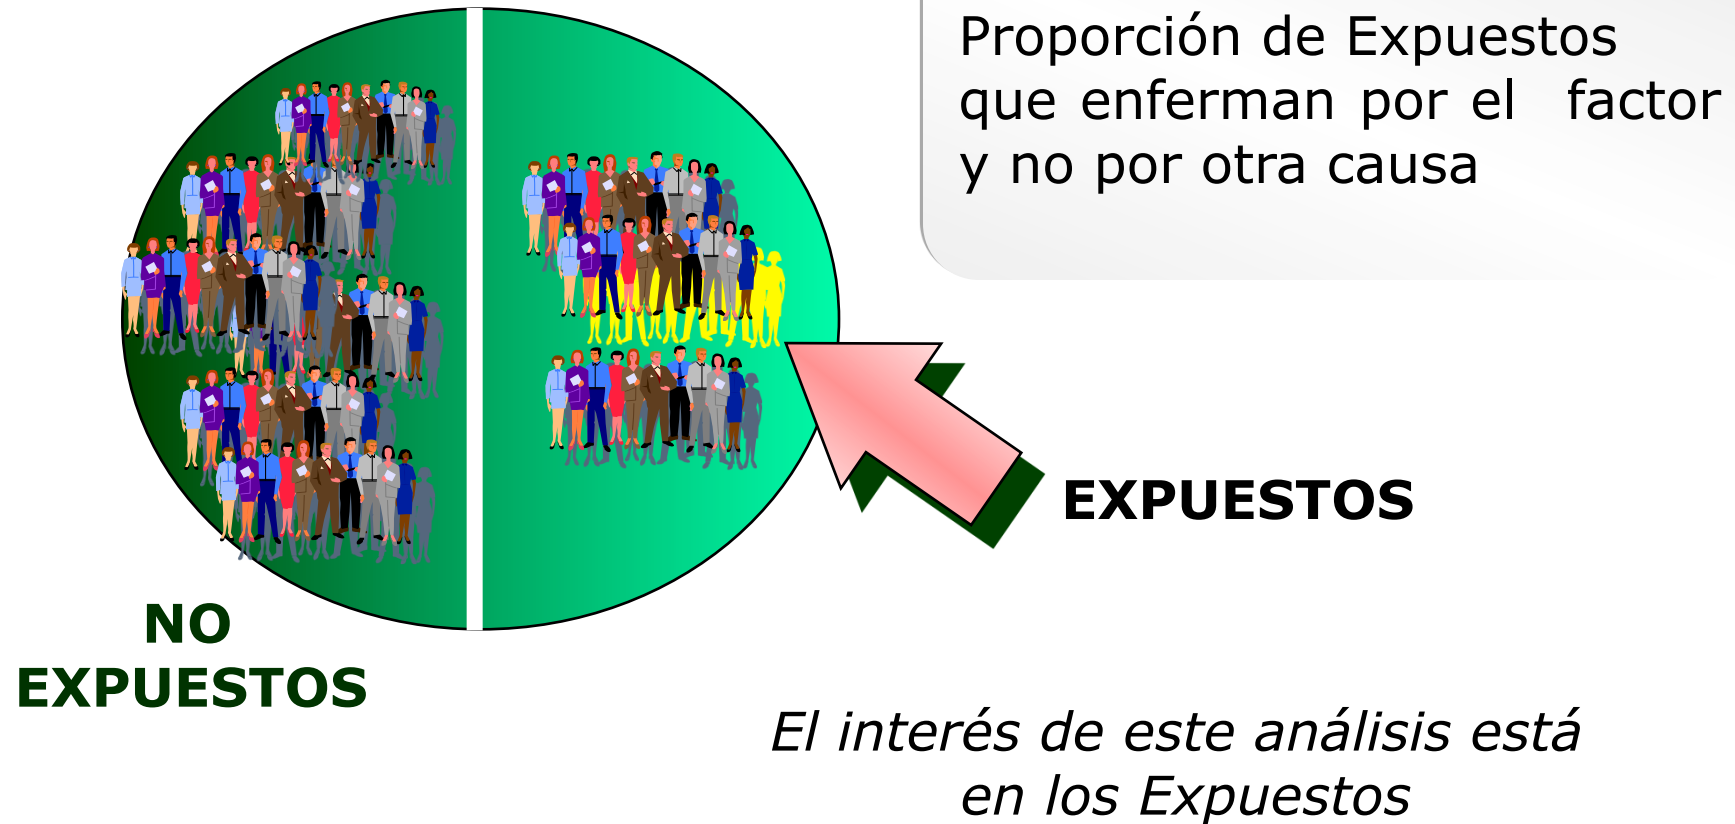 Proporción de Expuestos
que enferman por el factor
y no por otra causa
EXPUESTOS
NO
EXPUESTOS
El interés de este análisis está
en los Expuestos